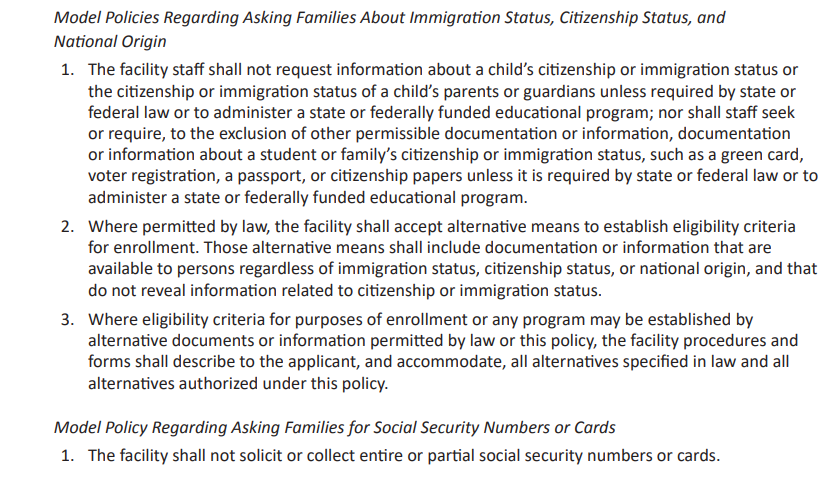 Model Policies Regarding Asking Families About Immigration Status, Citizenship Status, and
National Origin
1. The facility staff shall not request information about a child's citizenship or immigration status or
the citizenship or immigration status of a child's parents or guardians unless required by state or
federal law or to administer a state or federally funded educational program; nor shall staff seek
or require, to the exclusion of other permissible documentation or information, documentation
or information about a student or family's citizenship or immigration status, such as a green card,
voter registration, a passport, or citizenship papers unless it is required by state or federal law or to
administer a state or federally funded educational program.
2. Where permitted by law, the facility shall accept alternative means to establish eligibility criteria
for enrollment. Those alternative means shall include documentation or information that are
available to persons regardless of immigration status, citizenship status, or national origin, and that
do not reveal information related to citizenship or immigration status.
3. Where eligibility criteria for purposes of enrollment or any program may be established by
alternative documents or information permitted by law or this policy, the facility procedures and
forms shall describe to the applicant, and accommodate, all alternatives specified in law and all
alternatives authorized under this policy.
Model Policy Regarding Asking Families for Social Security Numbers or Cards
1. The facility shall not solicit or collect entire or partial social security numbers or cards.